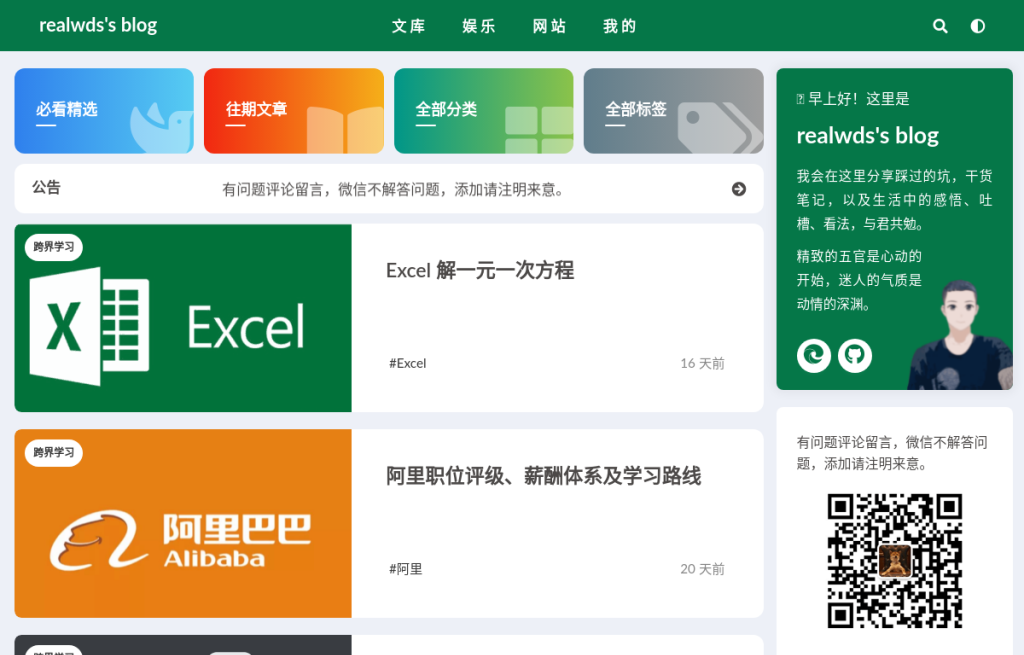 realwds's blog
文库 娱乐 网站 我的
必看精选
往期文章
全部分类
全部标签
公告
有问题评论留言，微信不解答问题，添加请注明来意。
跨界学习
X
Excel
Excel 解一元一次方程
#Excel
16 天前
跨界学习
阿里巴巴
Alibaba
阿里职位评级、薪酬体系及学习路线
#阿里
20 天前
早上好！这里是
realwds's blog
我会在这里分享踩过的坑，干货
笔记，以及生活中的感悟、吐
槽、看法，与君共勉。
精致的五官是心动的
开始，迷人的气质是
动情的深渊。
有问题评论留言，微信不解答问
题，添加请注明来意。